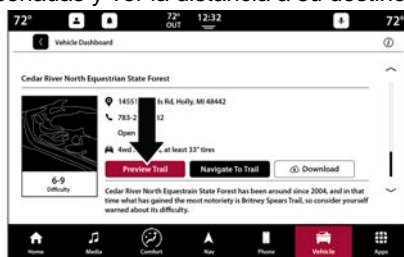 72°
72°
OUT
12:32
72°
Vehicle Dashboard
Cedar River North Equestrian State Forest
14551 ls Rd, Holly, MI 48442
783-2 12
Open
4wd at least 33" tires
Preview Trail
Navigate To Trail
Download
6-9
Difficulty
Cedar River North Equestrain State Forest has been around since 2004, and in that
time what has gained the most notoriety is Britney Spears Trail, so consider yourself
warned about its difficulty.
Home
Media
Comfort
Nav
Phone
Vehicle
Apps